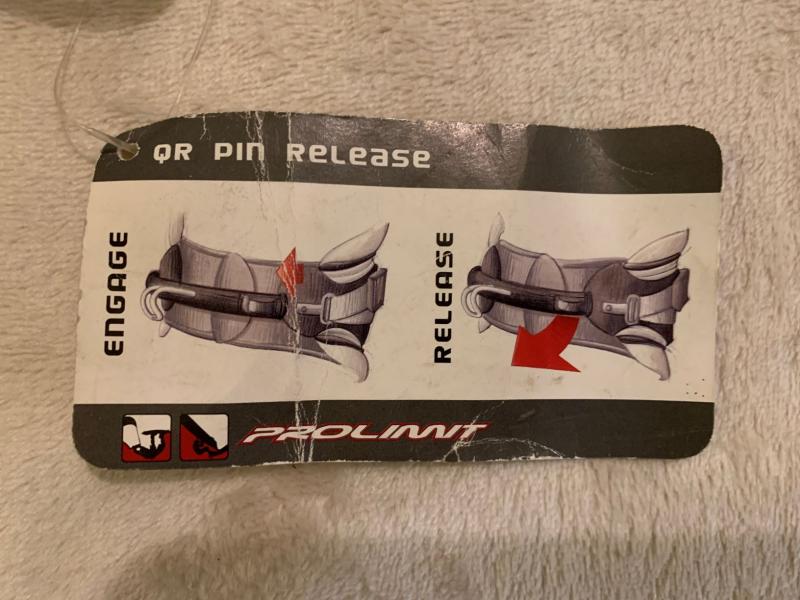 QR PIN RELEASE
ENGAGE
RELEASE
PROLIMIT